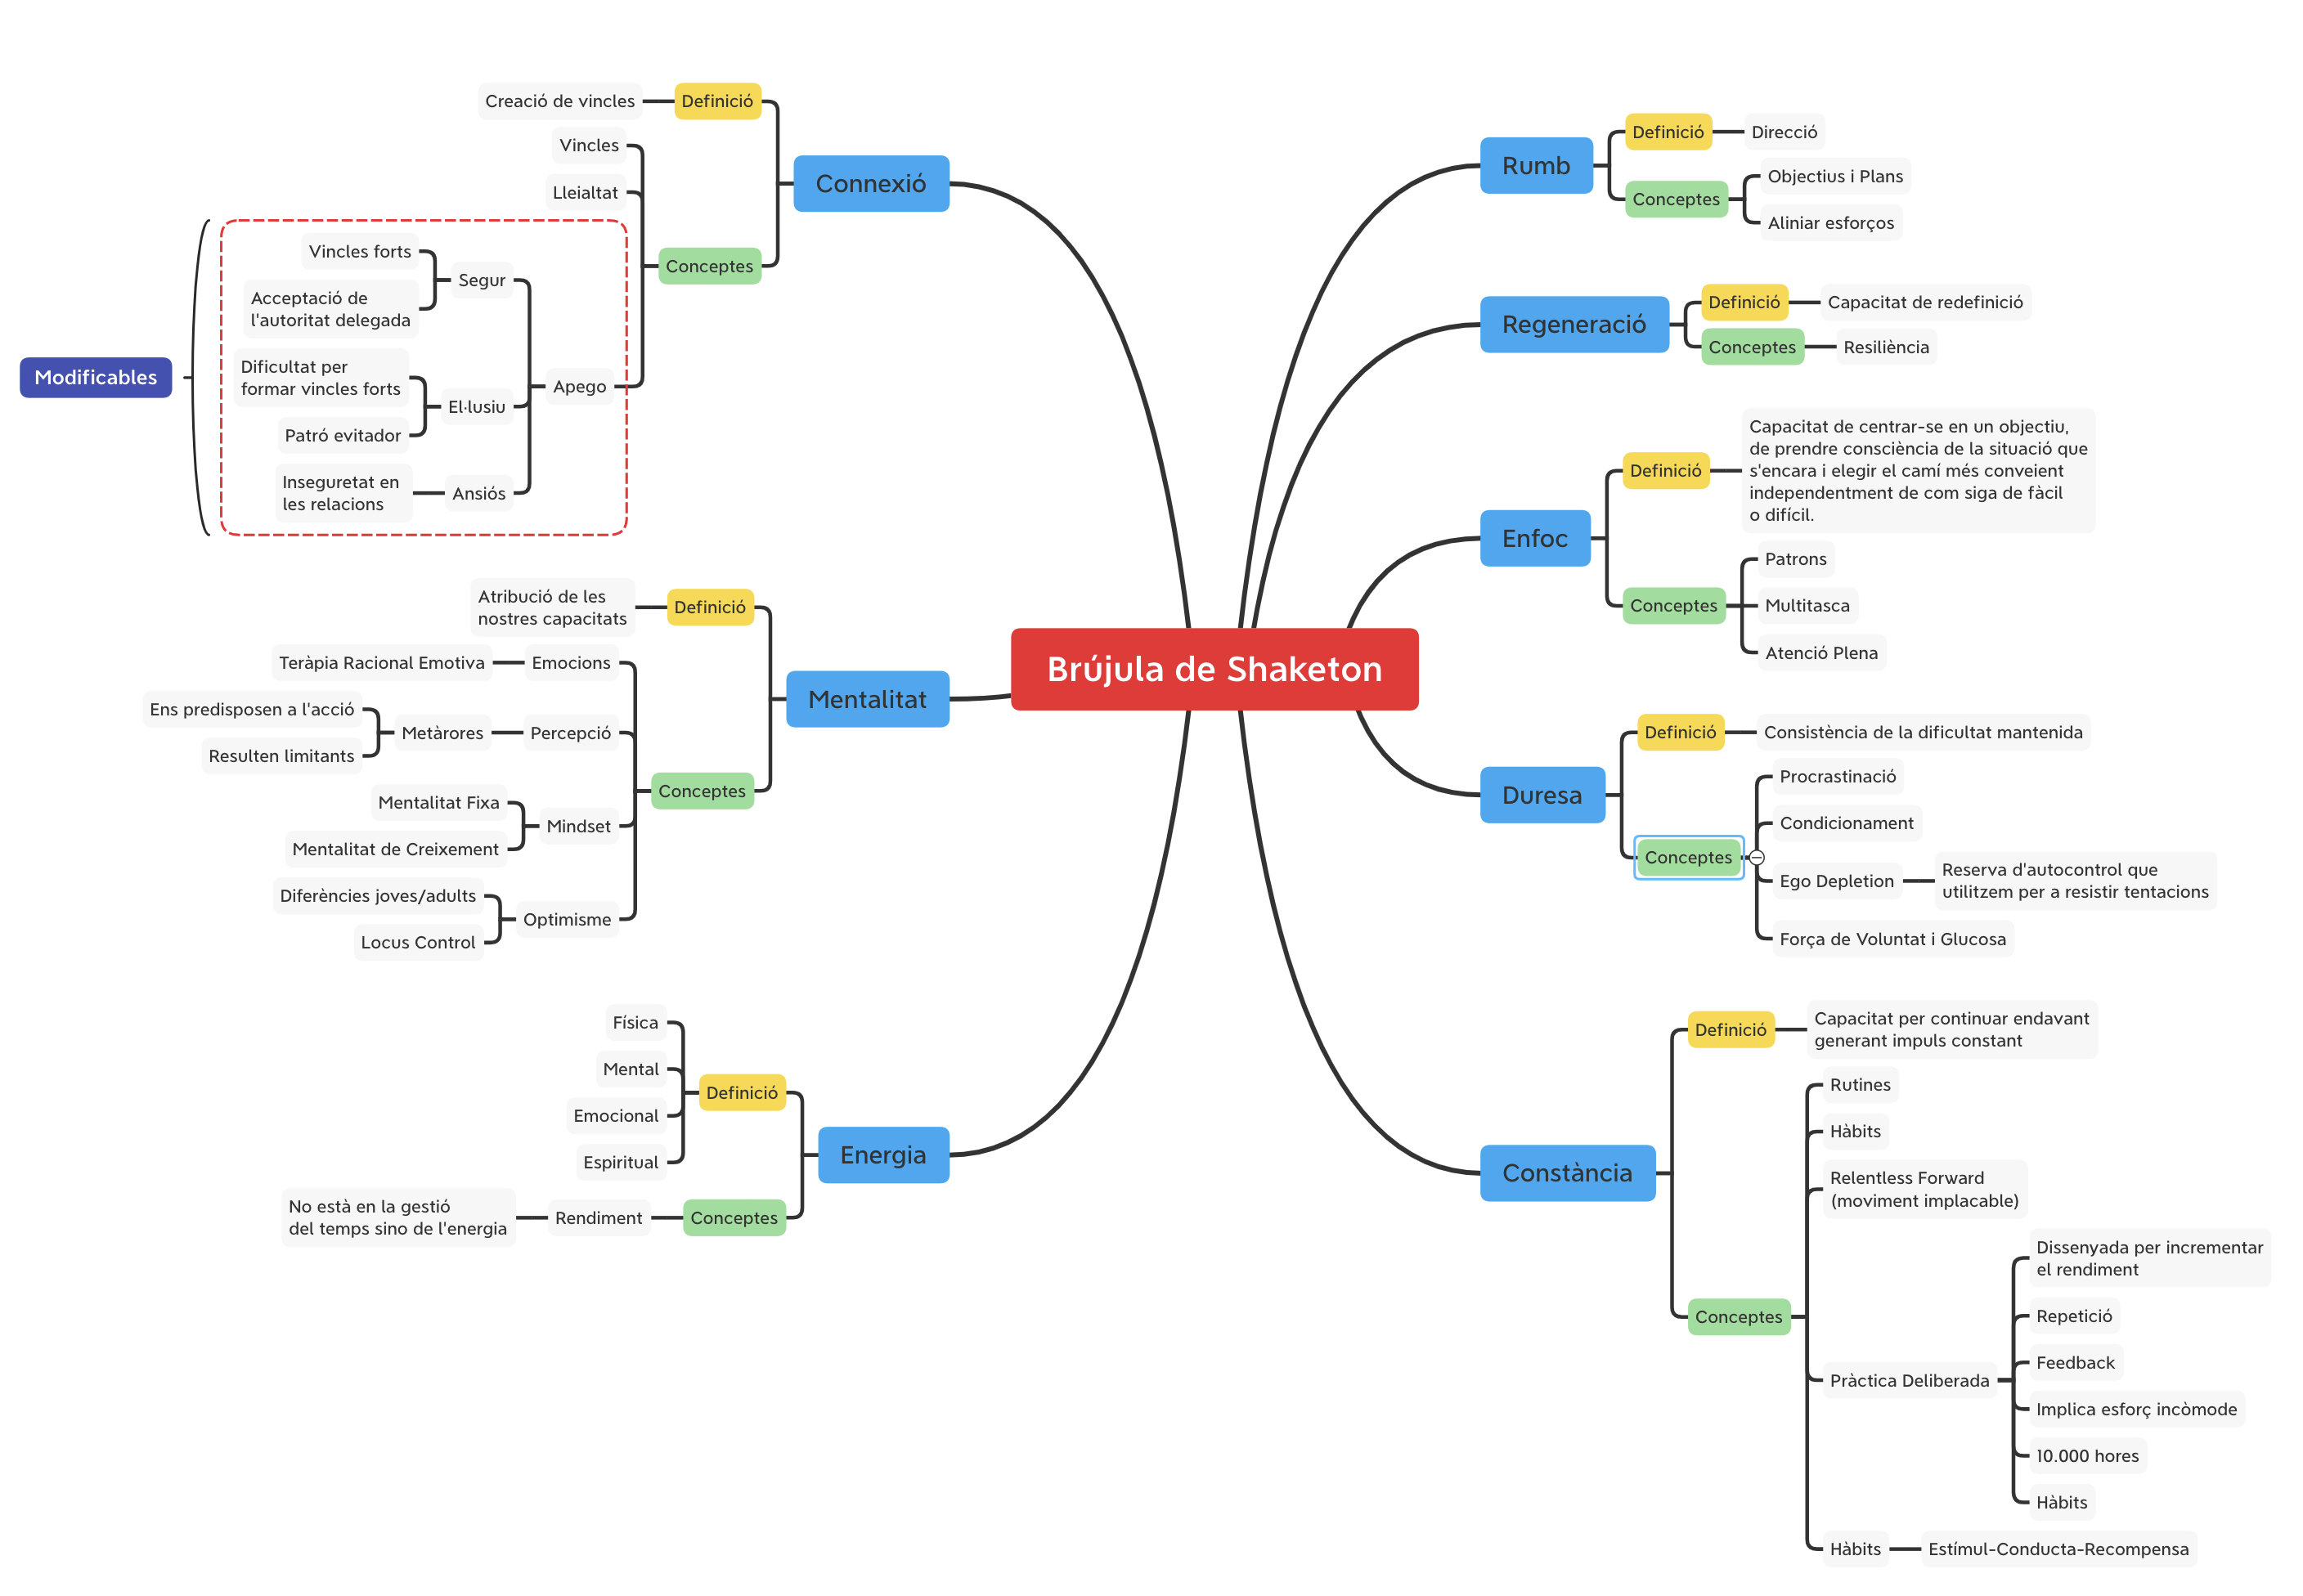 Brújula de Shaketon
Rumb
Definició
Direcció
Conceptes
Objectius i Plans
Aliniar esforços
Regeneració
Definició
Capacitat de redefinició
Conceptes
Resiliència
Enfoc
Definició
Capacitat de centrar-se en un objectiu,
de prendre consciència de la situació que
s'encara i elegir el camí més conveient
independentment de com siga de fàcil
o difícil.
Conceptes
Patrons
Multitasca
Atenció Plena
Duresa
Definició
Consistència de la dificultat mantenida
Conceptes
Procrastinació
Condicionament
Ego Depletion
Reserva d'autocontrol que
utilitzem per a resistir tentacions
Força de Voluntat i Glucosa
Constància
Definició
Capacitat per continuar endavant
generant impuls constant
Conceptes
Rutines
Hàbits
Relentless Forward
(moviment implacable)
Pràctica Deliberada
Dissenyada per incrementar
el rendiment
Repetició
Feedback
Implica esforç incòmode
10.000 hores
Hàbits
Hàbits
Estímul-Conducta-Recompensa
Connexió
Definició
Creació de vincles
Conceptes
Vincles
Lleialtat
Apego
Segur
Vincles forts
Acceptació de
l'autoritat delegada
El·lusiu
Dificultat per
formar vincles forts
Patró evitador
Ansiós
Inseguretat en
les relacions
Modificables
Mentalitat
Definició
Atribució de les
nostres capacitats
Conceptes
Emocions
Teràpia Racional Emotiva
Percepció
Metàrores
Ens predisposen a l'acció
Resulten limitants
Mindset
Mentalitat Fixa
Mentalitat de Creixement
Optimisme
Diferències joves/adults
Locus Control
Energia
Definició
Física
Mental
Emocional
Espiritual
Conceptes
Rendiment
No està en la gestió
del temps sino de l'energia